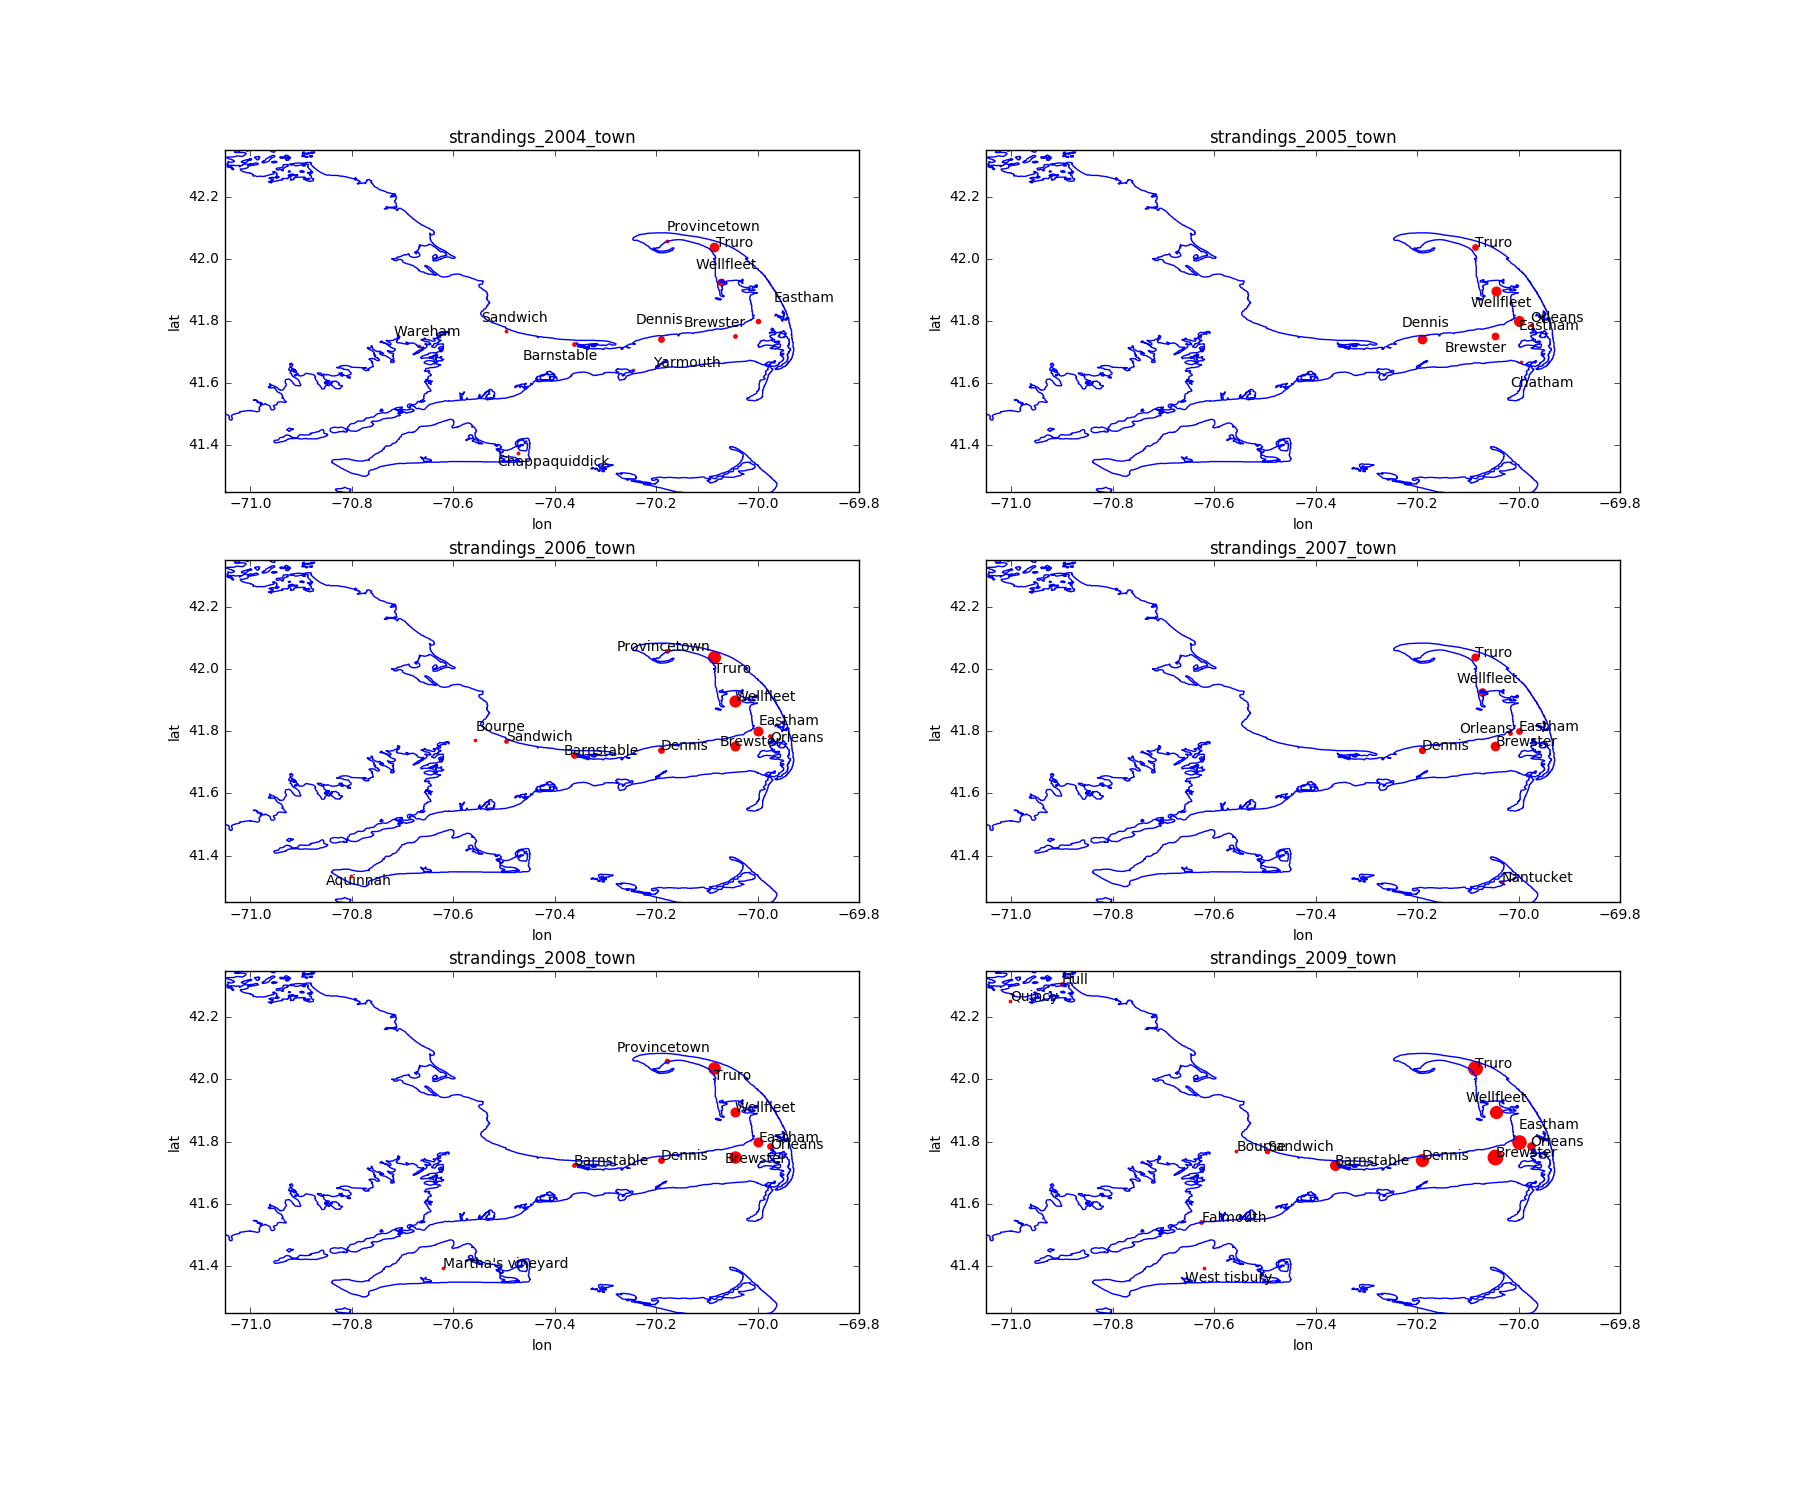 strandings_2004_town
lat
42.2
42.0
41.8
41.6
41.4
Provincetown
Truro
Wellfleet
Eastham
Sandwich
Dennis
Brewster
Wareham
Barnstable
Yarmouth
Chappaquiddick
−71.0 −70.8 −70.6 −70.4 −70.2 −70.0 −69.8
lon
strandings_2005_town
lat
42.2
42.0
41.8
41.6
41.4
Truro
Wellfleet
Orleans
Eastham
Dennis
Brewster
Chatham
−71.0 −70.8 −70.6 −70.4 −70.2 −70.0 −69.8
lon
strandings_2006_town
lat
42.2
42.0
41.8
41.6
41.4
Provincetown
Truro
Wellfleet
Eastham
Bourne
Sandwich
Orleans
Brewster
Dennis
Barnstable
Aquinnah
−71.0 −70.8 −70.6 −70.4 −70.2 −70.0 −69.8
lon
strandings_2007_town
lat
42.2
42.0
41.8
41.6
41.4
Truro
Wellfleet
Orleans
Eastham
Brewster
Dennis
Nantucket
−71.0 −70.8 −70.6 −70.4 −70.2 −70.0 −69.8
lon
strandings_2008_town
lat
42.2
42.0
41.8
41.6
41.4
Provincetown
Truro
Wellfleet
Eastham
Orleans
Dennis
Brewster
Barnstable
Martha's vineyard
−71.0 −70.8 −70.6 −70.4 −70.2 −70.0 −69.8
lon
strandings_2009_town
lat
42.2
42.0
41.8
41.6
41.4
Hull
Quincy
Truro
Wellfleet
Eastham
Orleans
Bourne
Sandwich
Brewster
Dennis
Barnstable
Falmouth
West tisbury
−71.0 −70.8 −70.6 −70.4 −70.2 −70.0 −69.8
lon